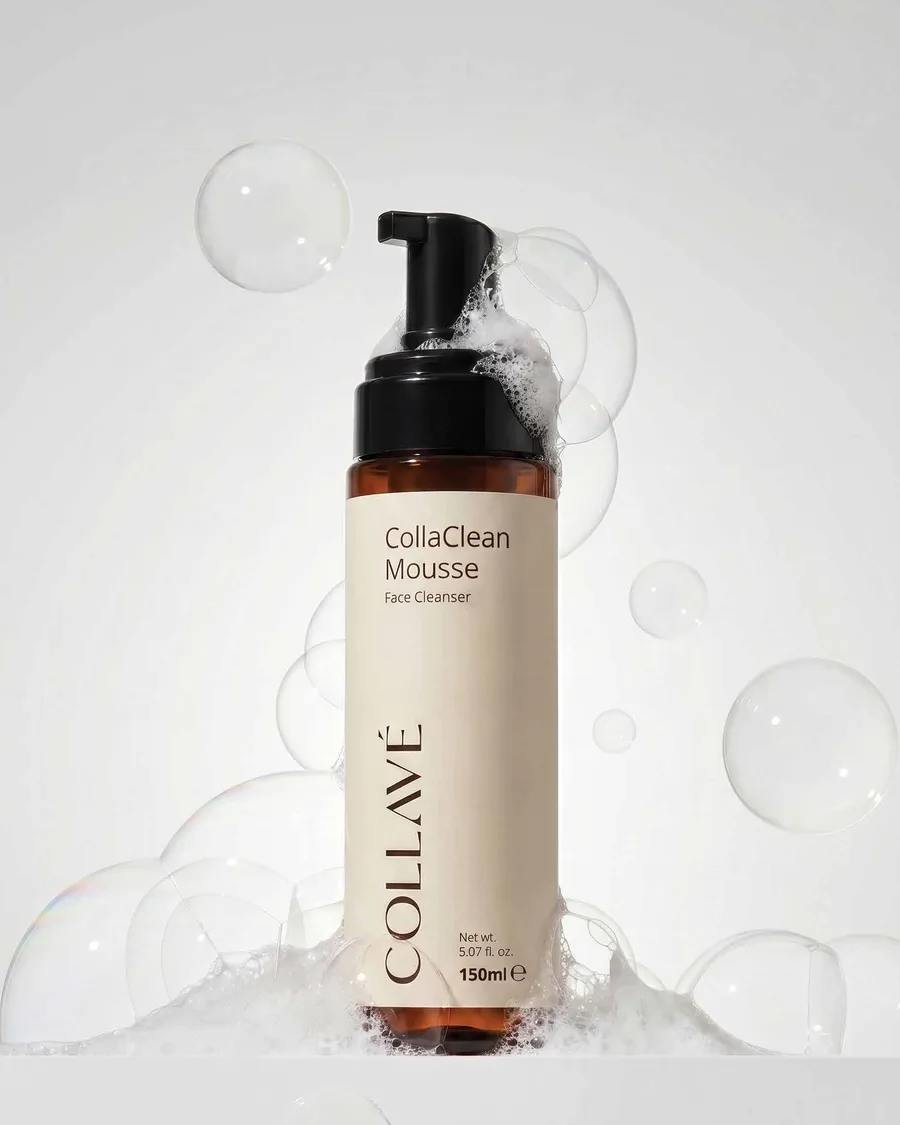 CollaClean
Mousse
Face Cleanser
COLLAVÉ
Net wt.
5.07 fl. oz.
150ml ℮